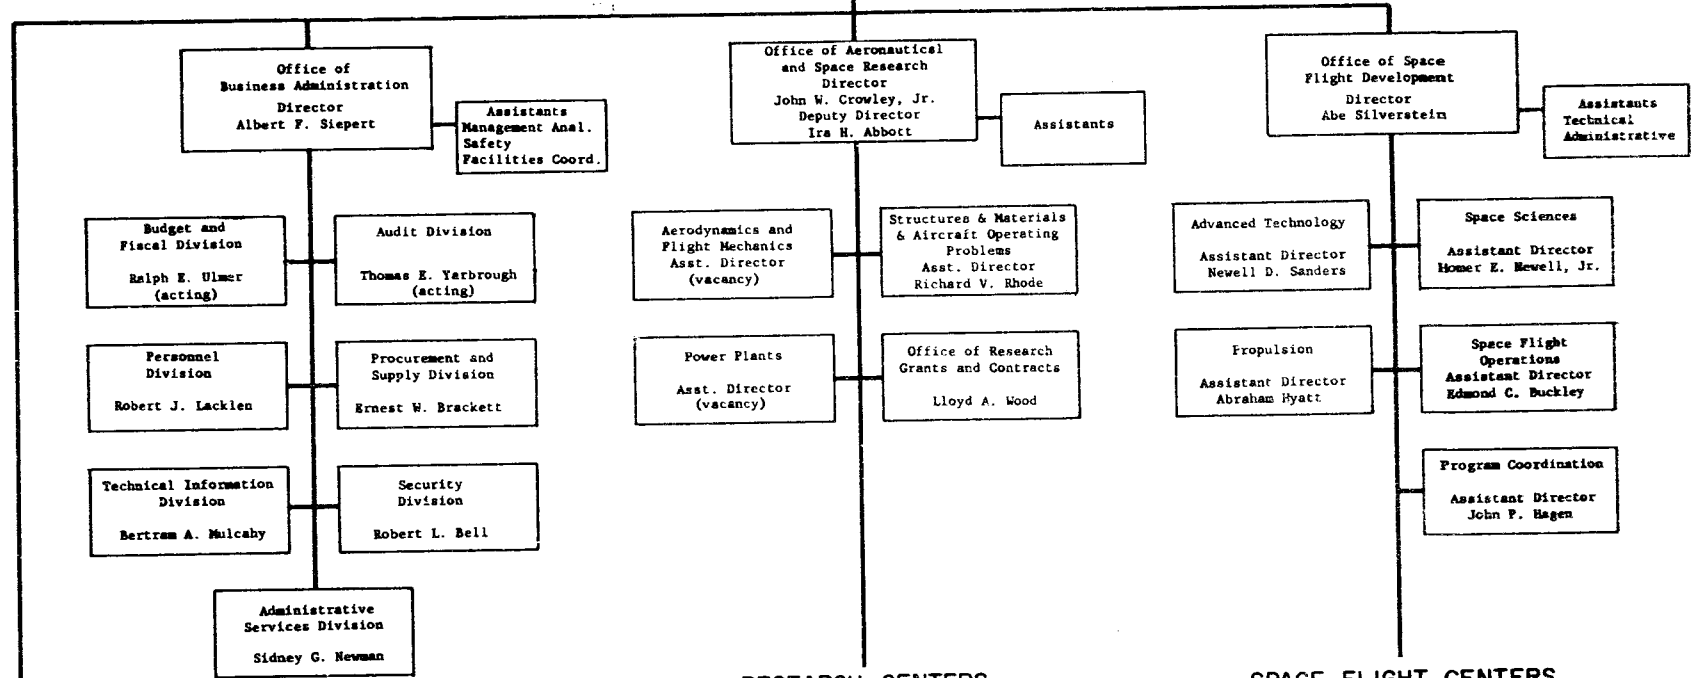 Office of
Business Administration
Director
Albert F. Siepert
Assistants
Management Anal.
Safety
Facilities Coord.
Budget and
Fiscal Division
Ralph E. Ulmer
(acting)
Audit Division
Thomas E. Yarbrough
(acting)
Personnel
Division
Robert J. Lacklen
Procurement and
Supply Division
Ernest W. Brackett
Technical Information
Division
Bertram A. Mulcahy
Security
Division
Robert L. Bell
Administrative
Services Division
Sidney G. Newman
Office of Aeronautical
and Space Research
Director
John W. Crowley, Jr.
Deputy Director
Ira H. Abbott
Assistants
Aerodynamics and
Flight Mechanics
Asst. Director
(vacancy)
Structures & Materials
& Aircraft Operating
Problems
Asst. Director
Richard V. Rhode
Power Plants
Asst. Director
(vacancy)
Office of Research
Grants and Contracts
Lloyd A. Wood
RESEARCH CENTERS
Office of Space
Flight Development
Director
Abe Silverstein
Assistants
Technical
Administrative
Advanced Technology
Assistant Director
Newell D. Sanders
Space Sciences
Assistant Director
Homer E. Newell, Jr.
Propulsion
Assistant Director
Abraham Hyatt
Space Flight
Operations
Assistant Director
Edmond C. Buckley
Program Coordination
Assistant Director
John P. Hagen
SPACE FLIGHT CENTERS